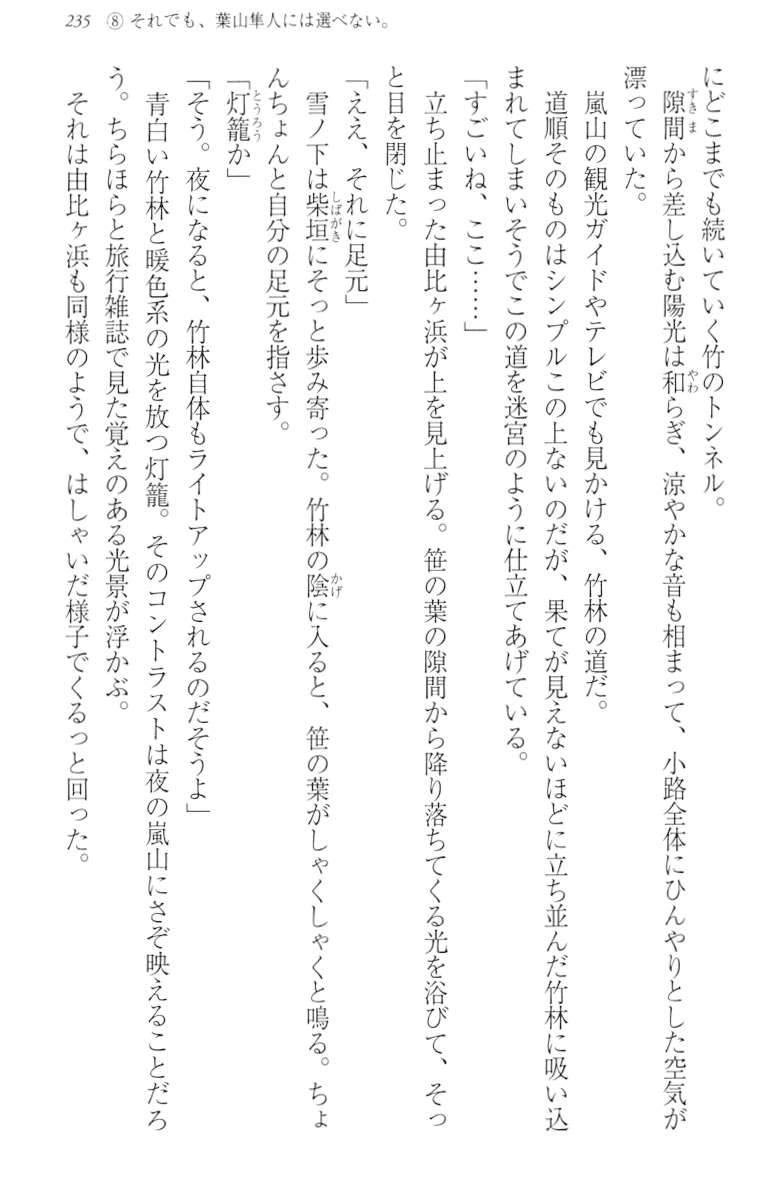 235 ⑧ それでも、葉山隼人には選べない。
にどこまでも続いていく竹のトンネル。
隙間から差し込む陽光は和らぎ、涼やかな音も相まって、小路全体にひんやりとした空気が
漂っていた。
嵐山の観光ガイドやテレビでも見かける、竹林の道だ。
道順そのものはシンプルこの上ないのだが、果てが見えないほどに立ち並んだ竹林に吸い込
まれてしまいそうでこの道を迷宮のように仕立てあげている。
「すごいね、ここ……」
立ち止まった由比ヶ浜が上を見上げる。笹の葉の隙間から降り落ちてくる光を浴びて、そっ
と目を閉じた。
「ええ、それに足元」
雪ノ下は柴垣にそっと歩み寄った。竹林の陰に入ると、笹の葉がしゃくしゃくと鳴る。ちょ
んちょんと自分の足元を指さす。
「灯籠か」
「そう。夜になると、竹林自体もライトアップされるのだそうよ」
青白い竹林と暖色系の光を放つ灯籠。そのコントラストは夜の嵐山にさぞ映えることだろ
う。ちらほらと旅行雑誌で見た覚えのある光景が浮かぶ。
それは由比ヶ浜も同様のようで、はしゃいだ様子でくるっと回った。